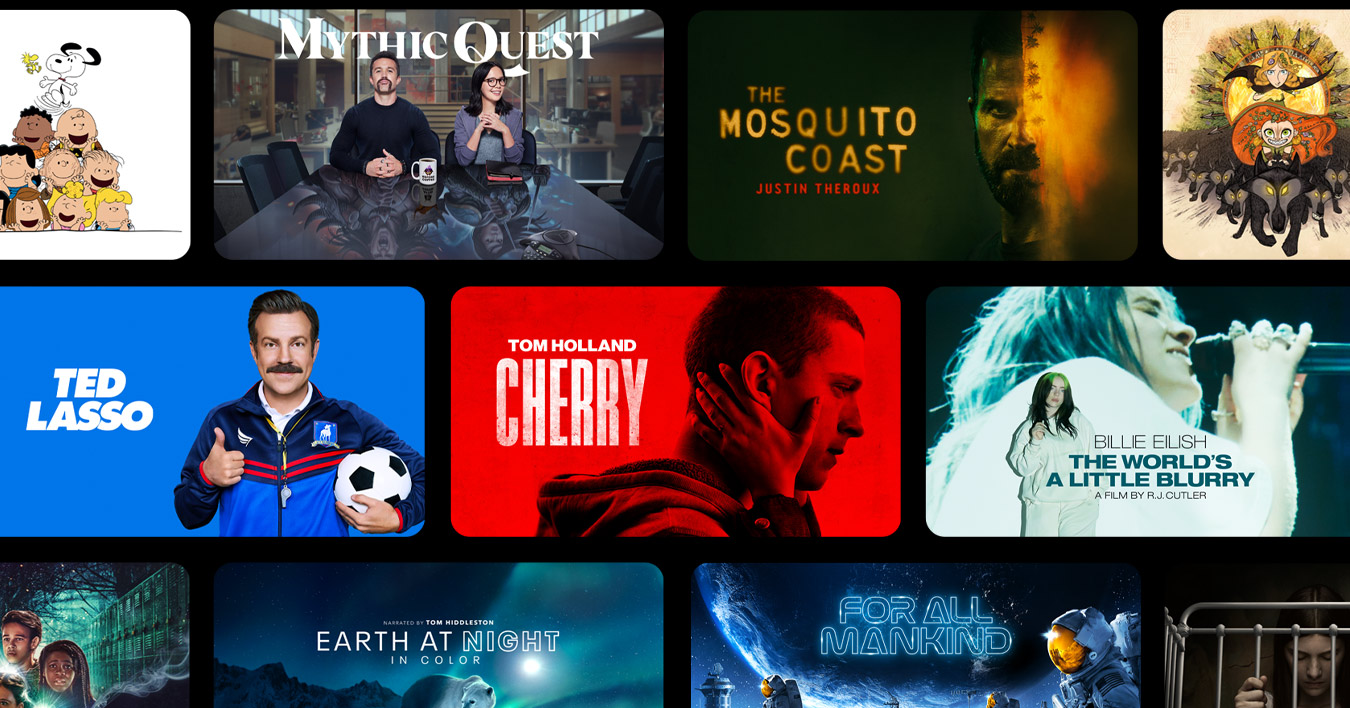 MYTHIC QUEST
THE
MOSQUITO
COAST
JUSTIN THEROUX
TED
LASSO
TOM HOLLAND
CHERRY
BILLIE EILISH
THE WORLD'S
A LITTLE BLURRY
A FILM BY R.J. CUTLER
NARRATED BY TOM HIDDLESTON
EARTH AT NIGHT
IN COLOR
FOR ALL
MANKIND